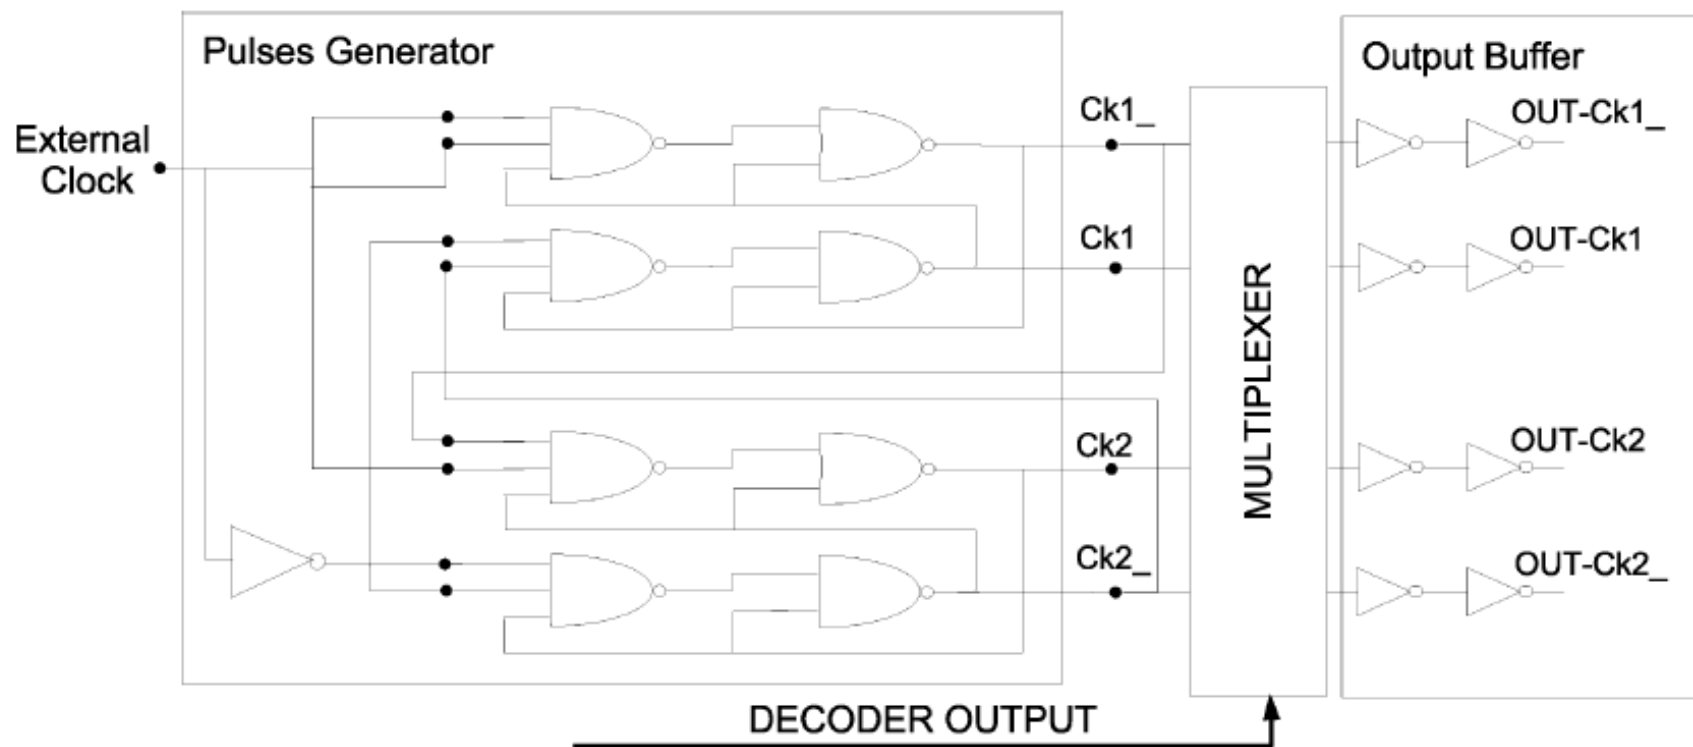 Pulses Generator
Output Buffer
External
Clock
Ck1_
OUT-Ck1_
Ck1
OUT-Ck1
MULTIPLEXER
Ck2
OUT-Ck2
Ck2_
OUT-Ck2_
DECODER OUTPUT